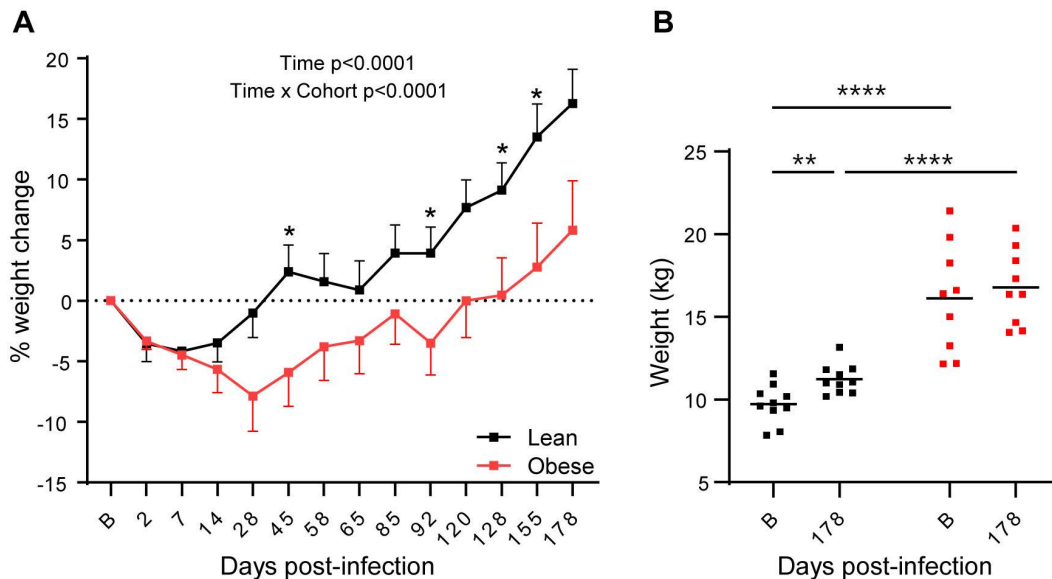 A
20
15
10
5
0
-5
-10
-15
% weight change
Time p<0.0001
Time x Cohort p<0.0001
*
*
*
*
Lean
Obese
B 2 7 14 28 45 58 65 85 92 120 128 155 178
Days post-infection
B
25
20
15
10
5
Weight (kg)
****
** ****
B 178 B 178
Days post-infection